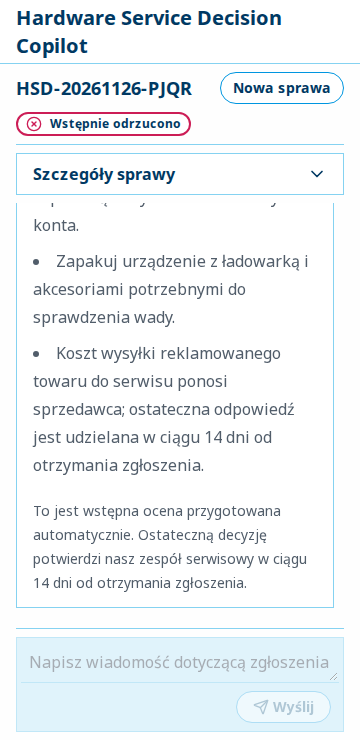 Hardware Service Decision
Copilot
HSD-20261126-PJQR
Nowa sprawa
Wstępnie odrzucono
Szczegóły sprawy
konta.
• Zapakuj urządzenie z ładowarką i
akcesoriami potrzebnymi do
sprawdzenia wady.
• Koszt wysyłki reklamowanego
towaru do serwisu ponosi
sprzedawca; ostateczna odpowiedź
jest udzielana w ciągu 14 dni od
otrzymania zgłoszenia.
To jest wstępna ocena przygotowana
automatycznie. Ostateczną decyzję
potwierdzi nasz zespół serwisowy w ciągu
14 dni od otrzymania zgłoszenia.
Napisz wiadomość dotyczącą zgłoszenia
Wyślij